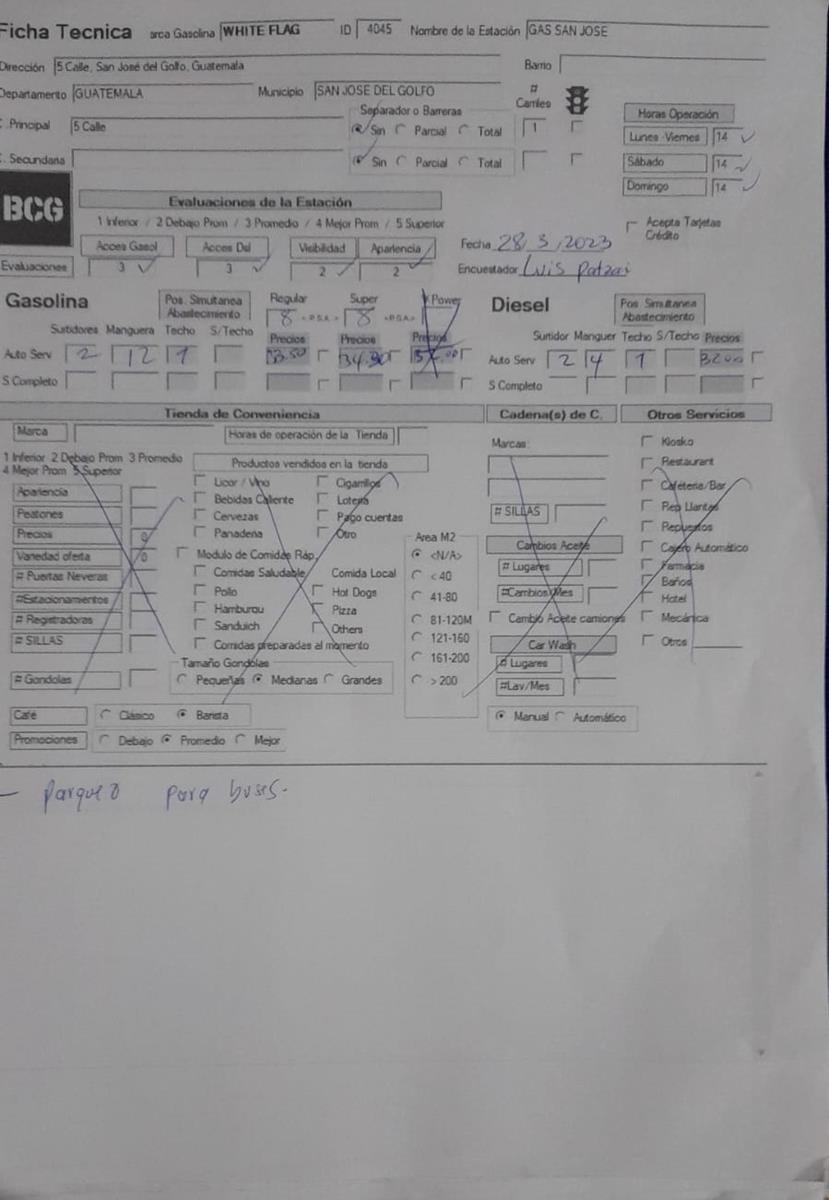 Ficha Tecnica arca Gasolina WHITE FLAG ID 4045 Nombre de la Estación GAS SAN JOSE
Dirección 5 Calle, San José del Golfo, Guatemala Barrio
Departamento GUATEMALA Municipio SAN JOSE DEL GOLFO # Carriles
Separador o Barreras Horas Operación
C. Principal 5 Calle Sin Parcial Total 1 Lunes -Viernes 14
C. Secundaria Sin Parcial Total Sábado 14
Domingo 14
BCG Evaluaciones de la Estación
1 Inferior / 2 Debajo Prom / 3 Promedio / 4 Mejor Prom / 5 Superior Acepta Tarjetas Crédito
Acces Gasol Acces Dsl Visibilidad Apariencia Fecha 28/3/2023
Evaluaciones 3 3 2 2 Encuestador Luis Patzai
Gasolina Pos. Simultanea Abastecimiento Regular Super Power Diesel Pos. Simultanea Abastecimiento
8 8
Surtidores Manguera Techo S/Techo Precios Precios Precios Surtidor Manguer Techo S/Techo Precios
Auto Serv 2 12 1 33.50 34.90 Auto Serv 2 4 1 3200
S Completo S Completo
Tienda de Conveniencia Cadena(s) de C. Otros Servicios
Marca Horas de operación de la Tienda Marcas: Kiosko
1 Inferior 2 Debajo Prom 3 Promedio Productos vendidos en la tienda Restaurant
4 Mejor Prom 5 Superior
Licor / Vino Cigarrillos Cafeteria/Bar
Apariencia Bebidas Caliente Loteria Rep Llantas
Peatones Cervezas Pago cuentas # SILLAS Repuestos
Precios 0 Panaderia Otro Area M2 Cambios Aceite Cajero Automático
Variedad oferta 0 Modulo de Comidas Ráp. <N/A> # Lugares Farmacia
# Puertas Neveras Comidas Saludable Comida Local < 40 Baños
#Estacionamientos Pollo Hot Dogs 41-80 #Cambios/Mes Hotel
# Registradoras Hamburgu Pizza 81-120M Cambio Aceite camiones Mecánica
# SILLAS Sanduich Others 121-160 Car Wash Otros
Comidas preparadas al momento 161-200 # Lugares
Tamaño Gondolas
# Gondolas Pequeñas Medianas Grandes > 200 #Lav/Mes
Café Clásico Barista Manual Automático
Promociones Debajo Promedio Mejor
- Parqueo para buses.